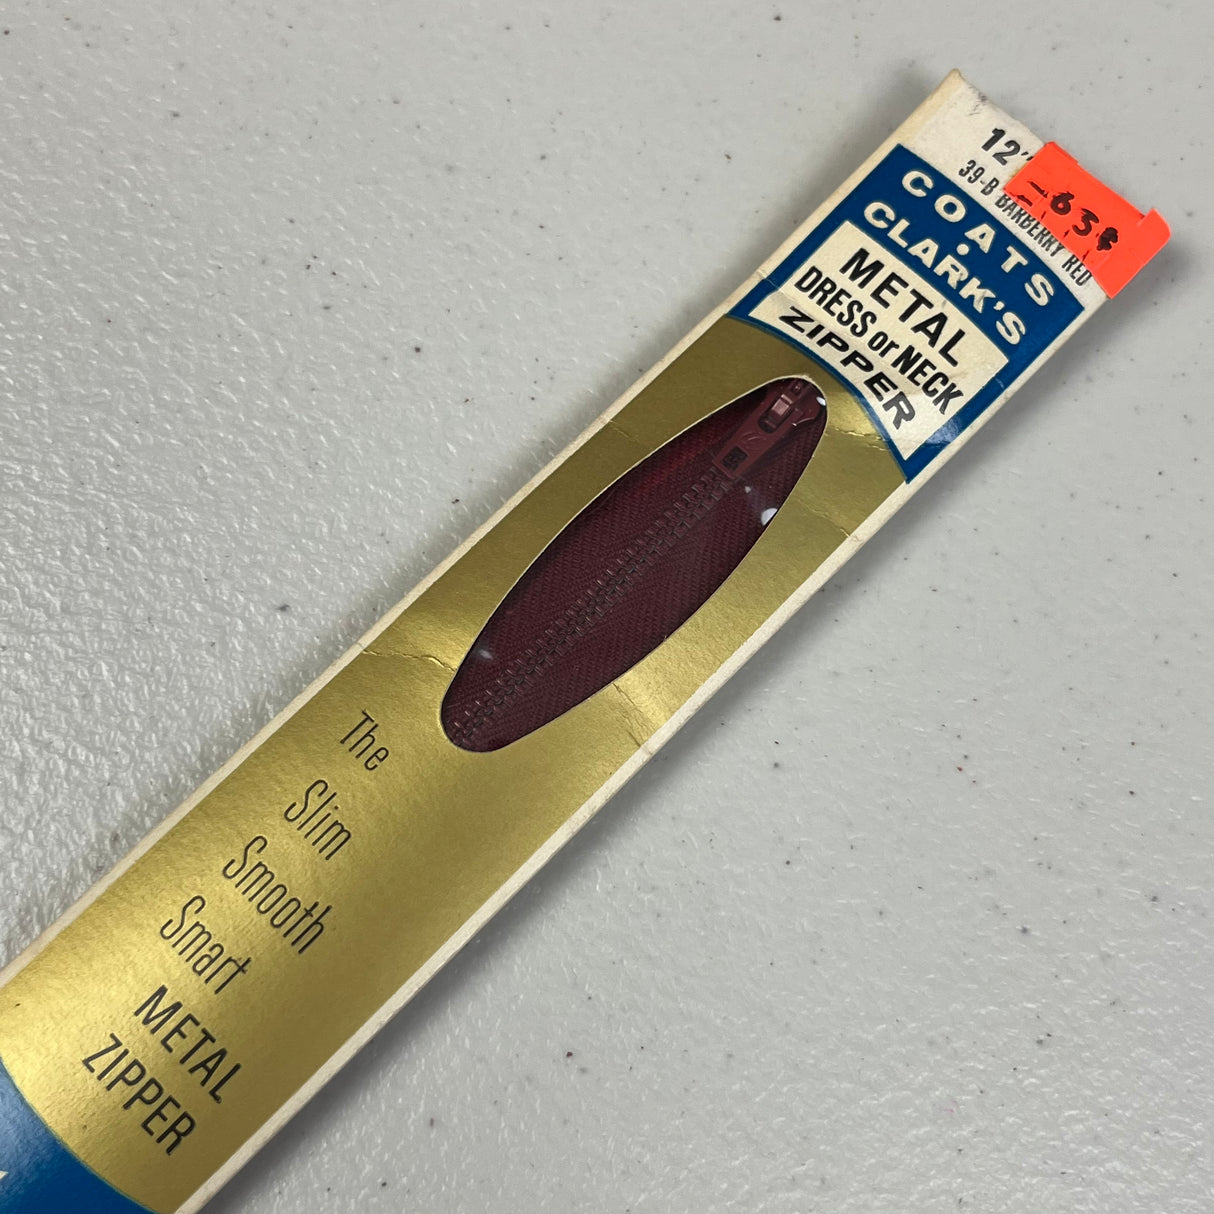 12"
39-B BARBERRY RED
-63¢
COATS
&
CLARK'S
METAL
DRESS or NECK
ZIPPER
The
Slim
Smooth
Smart
METAL
ZIPPER